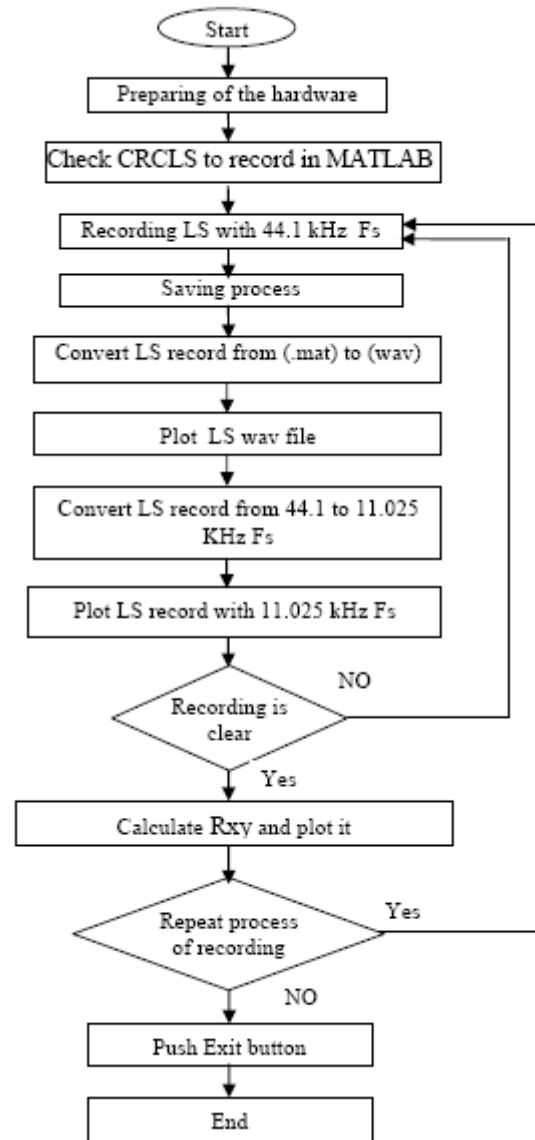 Start
Preparing of the hardware
Check CRCLS to record in MATLAB
Recording LS with 44.1 kHz Fs
Saving process
Convert LS record from (.mat) to (wav)
Plot LS wav file
Convert LS record from 44.1 to 11.025
KHz Fs
Plot LS record with 11.025 kHz Fs
NO
Recording is
clear
Yes
Calculate Rxy and plot it
Yes
Repeat process
of recording
NO
Push Exit button
End